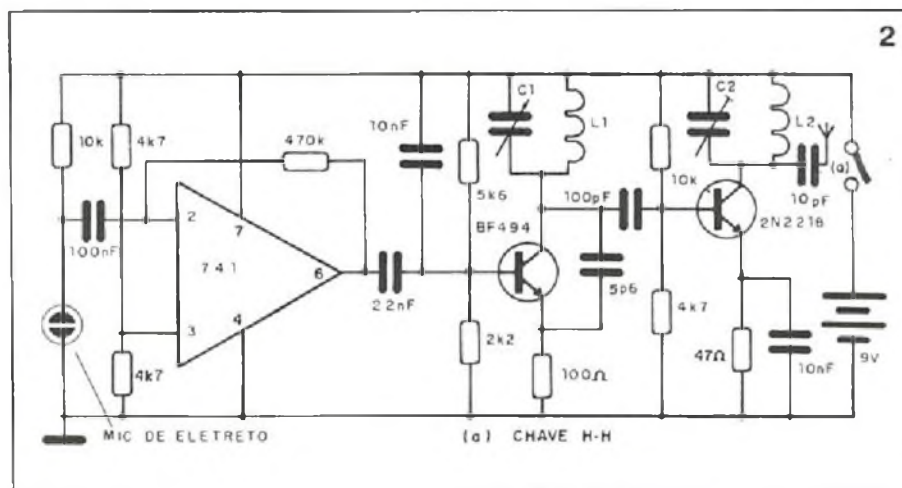 2
10k
4k7
470k
10nF
C1
L1
C2
L2
(a)
100nF
2
7
741
6
3
4
4k7
22nF
5k6
BF494
100pF
5p6
2k2
100Ω
10k
2N2218
10pF
4k7
47Ω
10nF
9V
MIC DE ELETRETO
(a) CHAVE H-H